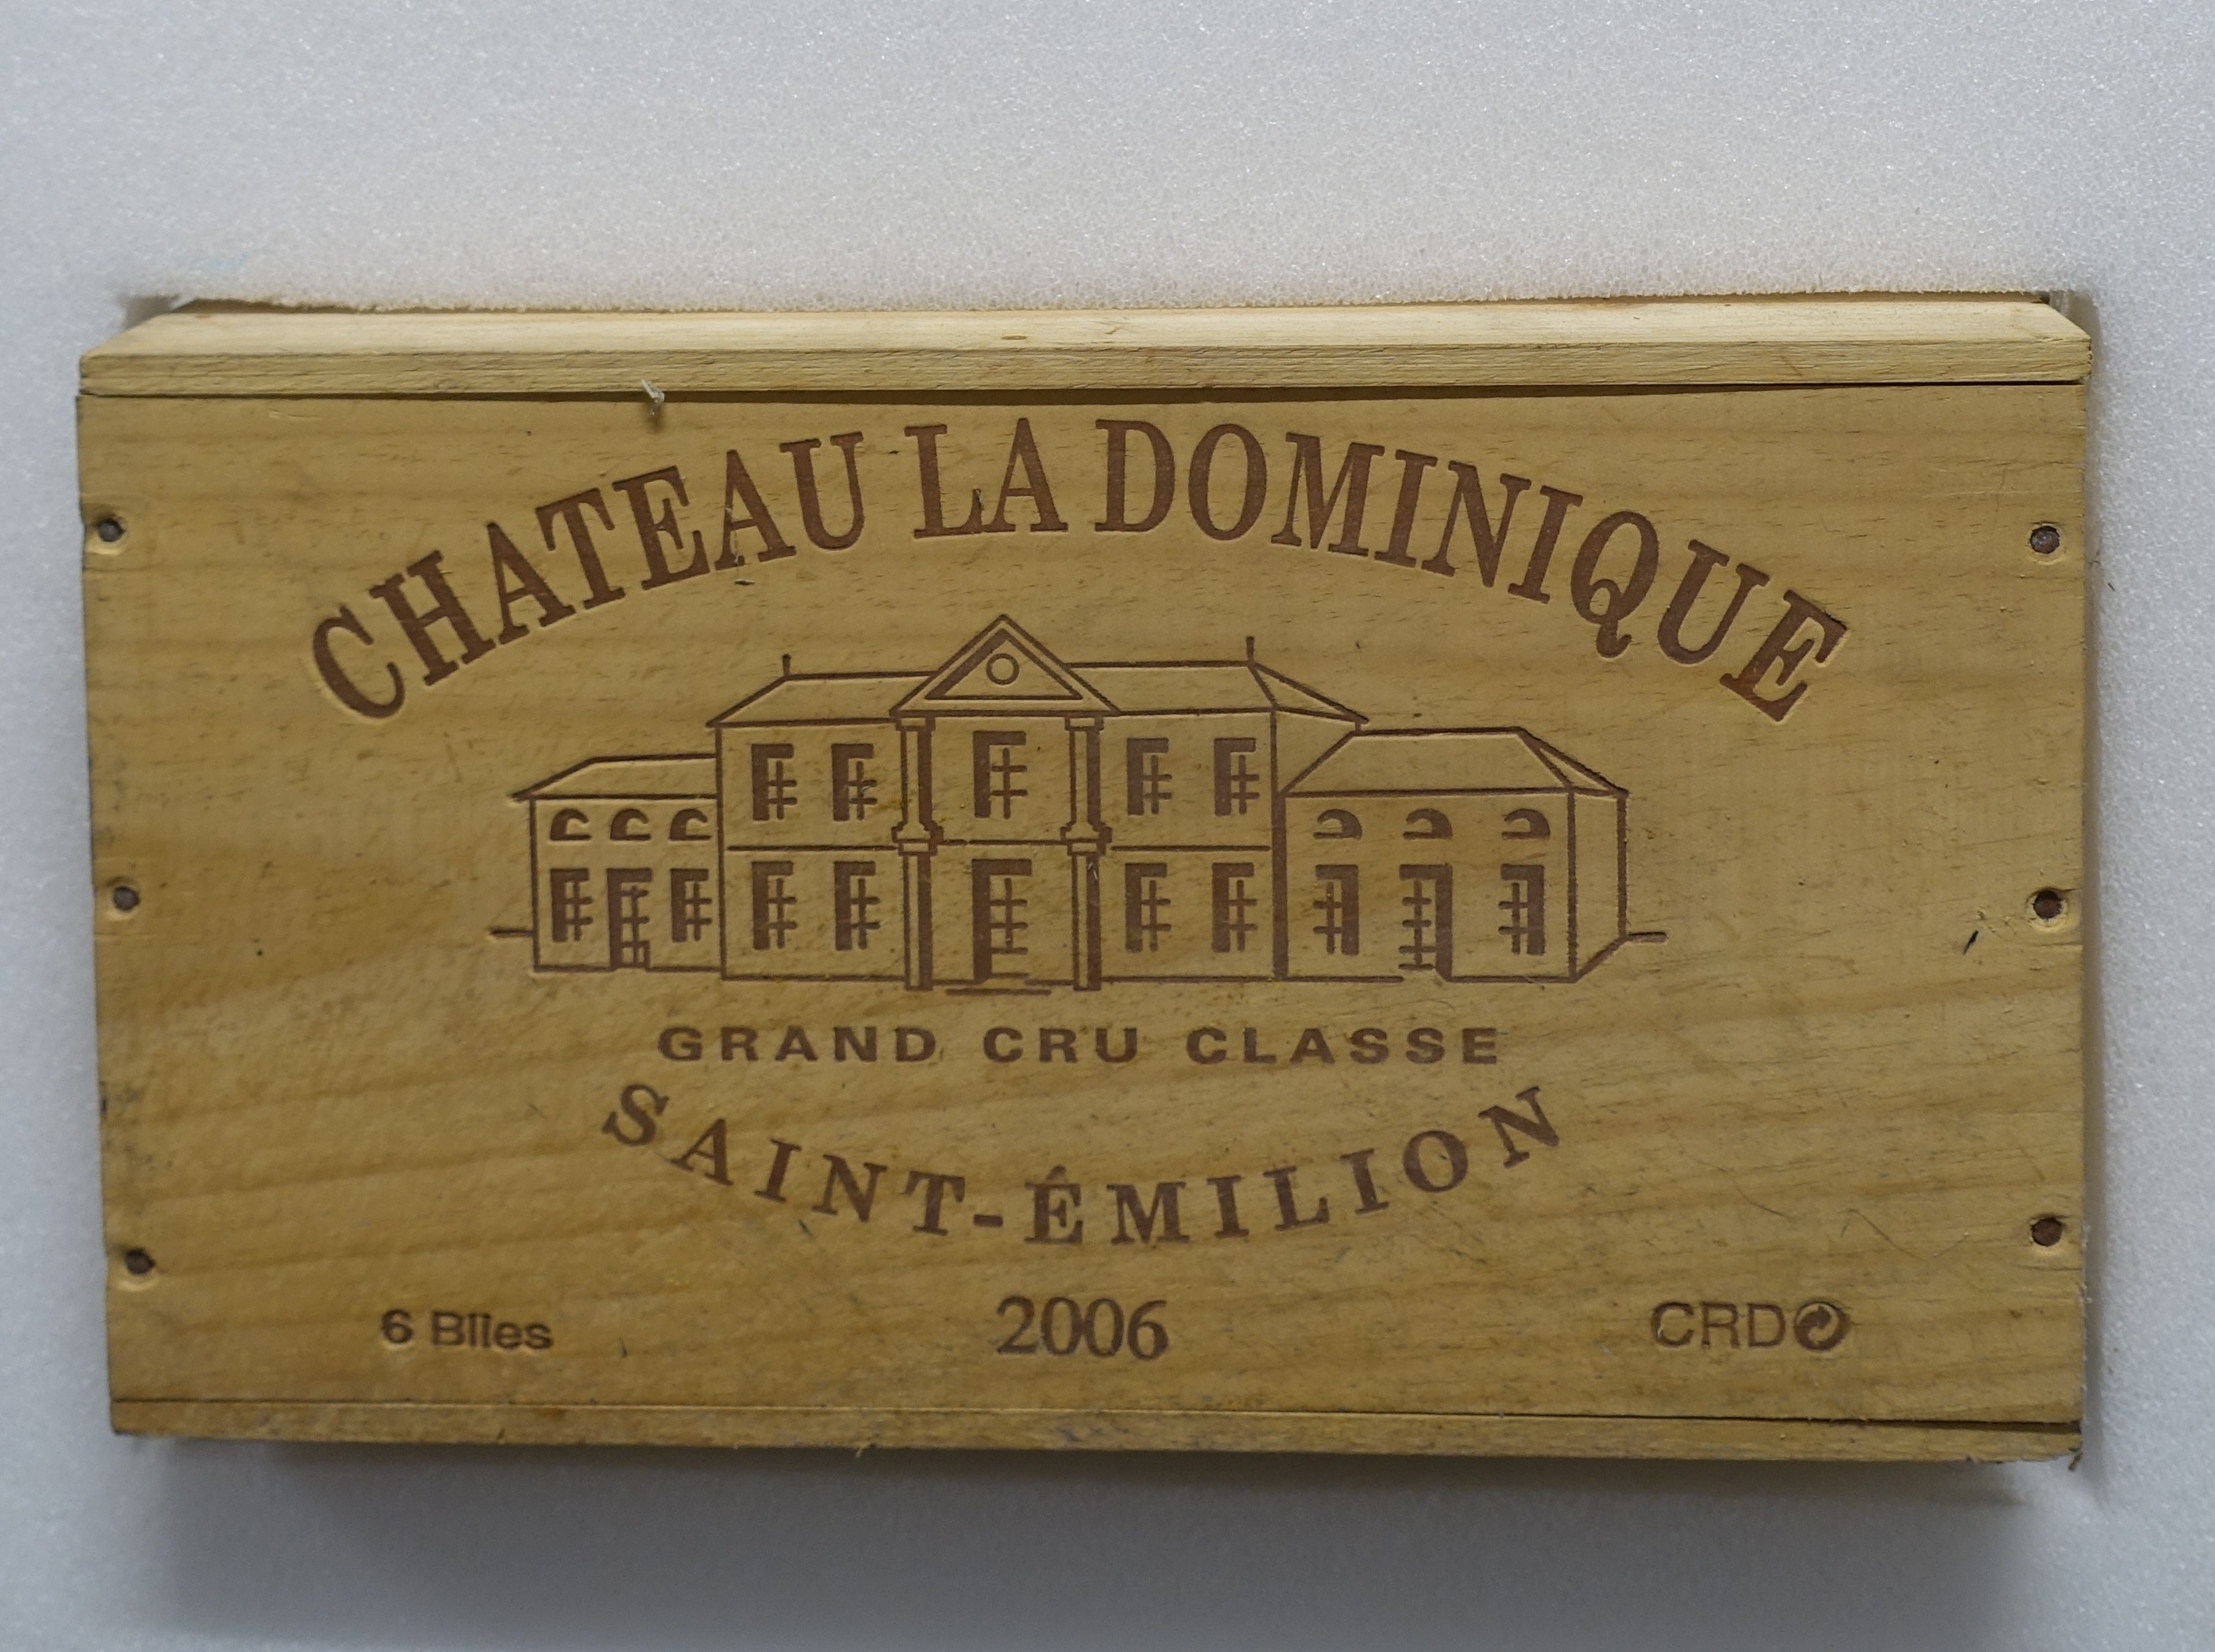 CHATEAU LA DOMINIQUE
GRAND CRU CLASSE
SAINT-ÉMILION
6 Blles
2006
CRD